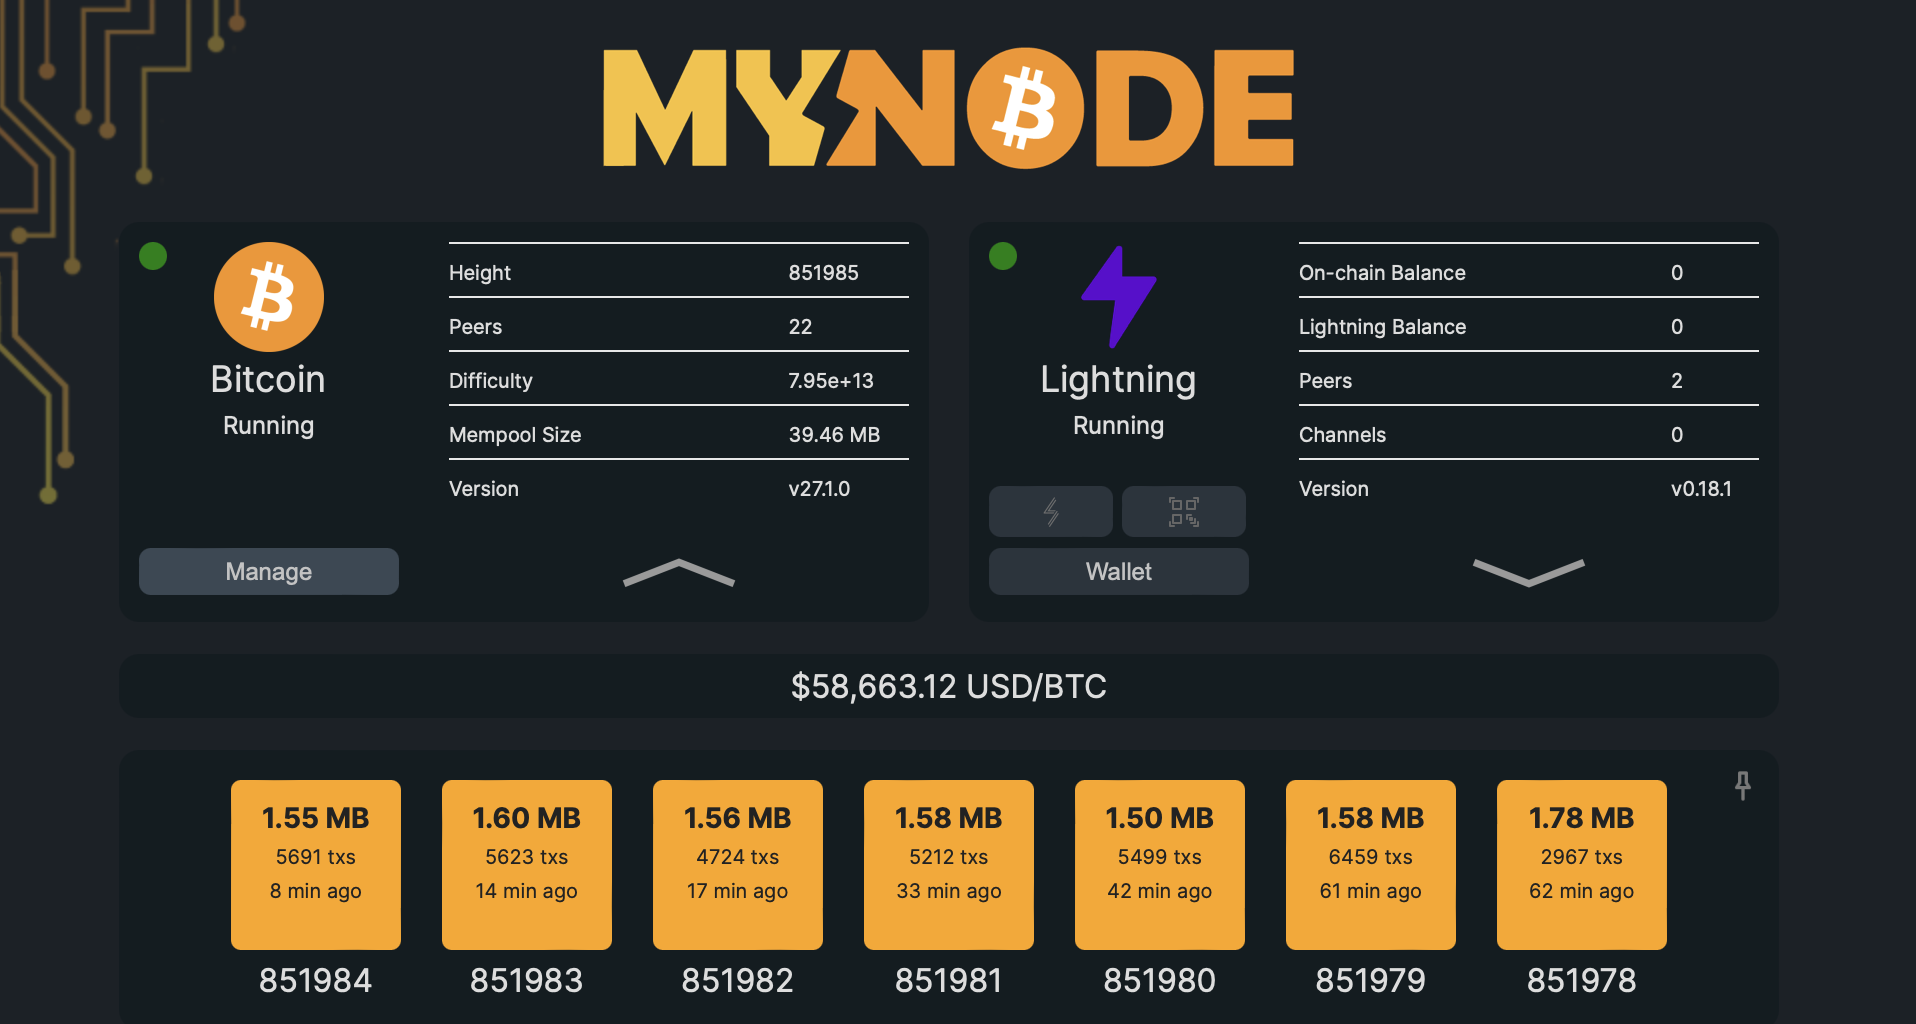 MYNODE
Bitcoin
Running
Manage
Height 851985
Peers 22
Difficulty 7.95e+13
Mempool Size 39.46 MB
Version v27.1.0
Lightning
Running
Wallet
On-chain Balance 0
Lightning Balance 0
Peers 2
Channels 0
Version v0.18.1
$58,663.12 USD/BTC
1.55 MB
5691 txs
8 min ago
851984
1.60 MB
5623 txs
14 min ago
851983
1.56 MB
4724 txs
17 min ago
851982
1.58 MB
5212 txs
33 min ago
851981
1.50 MB
5499 txs
42 min ago
851980
1.58 MB
6459 txs
61 min ago
851979
1.78 MB
2967 txs
62 min ago
851978